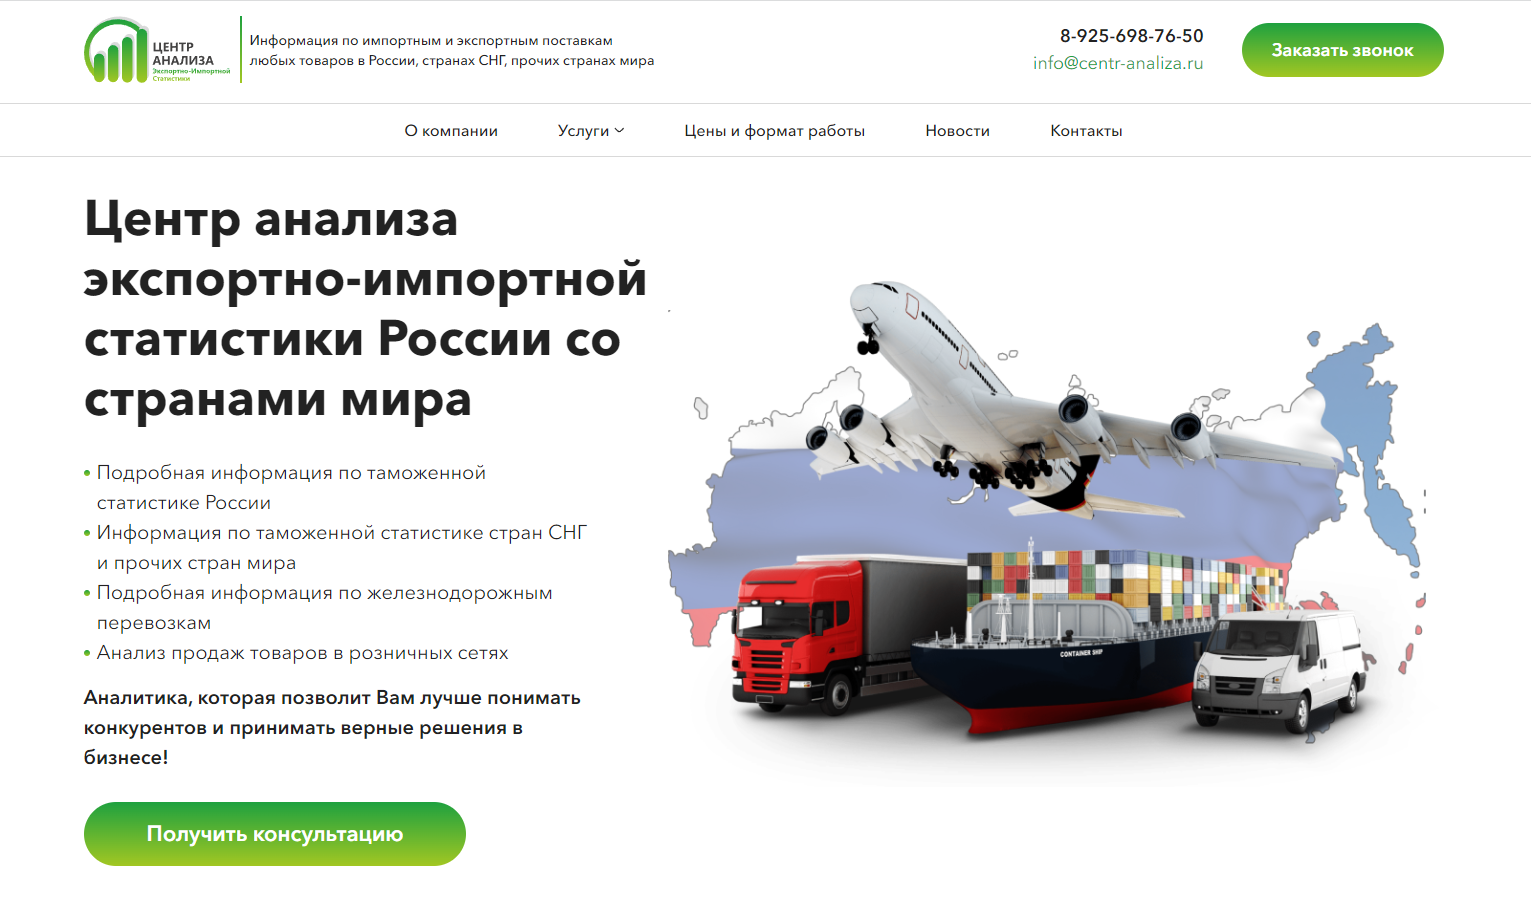 ЦЕНТР
АНАЛИЗА
Экспортно-Импортной
Статистики
Информация по импортным и экспортным поставкам
любых товаров в России, странах СНГ, прочих странах мира
8-925-698-76-50
info@centr-analiza.ru
Заказать звонок
О компании
Услуги
Цены и формат работы
Новости
Контакты
Центр анализа
экспортно-импортной
статистики России со
странами мира
• Подробная информация по таможенной
статистике России
• Информация по таможенной статистике стран СНГ
и прочих стран мира
• Подробная информация по железнодорожным
перевозкам
• Анализ продаж товаров в розничных сетях
Аналитика, которая позволит Вам лучше понимать
конкурентов и принимать верные решения в
бизнесе!
Получить консультацию
CONTAINER SHIP